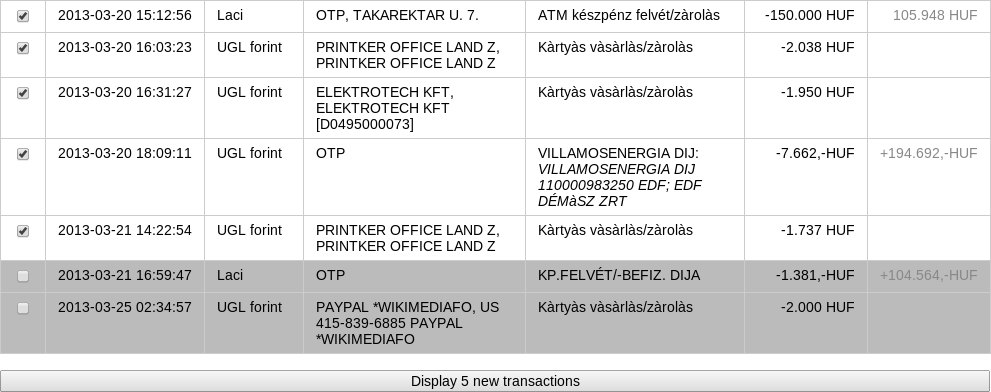 2013-03-20 15:12:56 Laci OTP, TAKAREKTAR U. 7. ATM készpénz felvét/zàrolàs -150.000 HUF 105.948 HUF
2013-03-20 16:03:23 UGL forint PRINTKER OFFICE LAND Z, Kàrtyàs vàsàrlàs/zàrolàs -2.038 HUF
PRINTKER OFFICE LAND Z
2013-03-20 16:31:27 UGL forint ELEKTROTECH KFT, Kàrtyàs vàsàrlàs/zàrolàs -1.950 HUF
ELEKTROTECH KFT
[D0495000073]
2013-03-20 18:09:11 UGL forint OTP VILLAMOSENERGIA DIJ: -7.662,-HUF +194.692,-HUF
VILLAMOSENERGIA DIJ
110000983250 EDF; EDF
DÉMàSZ ZRT
2013-03-21 14:22:54 UGL forint PRINTKER OFFICE LAND Z, Kàrtyàs vàsàrlàs/zàrolàs -1.737 HUF
PRINTKER OFFICE LAND Z
2013-03-21 16:59:47 Laci OTP KP.FELVÉT/-BEFIZ. DIJA -1.381,-HUF +104.564,-HUF
2013-03-25 02:34:57 UGL forint PAYPAL *WIKIMEDIAFO, US Kàrtyàs vàsàrlàs/zàrolàs -2.000 HUF
415-839-6885 PAYPAL
*WIKIMEDIAFO
Display 5 new transactions